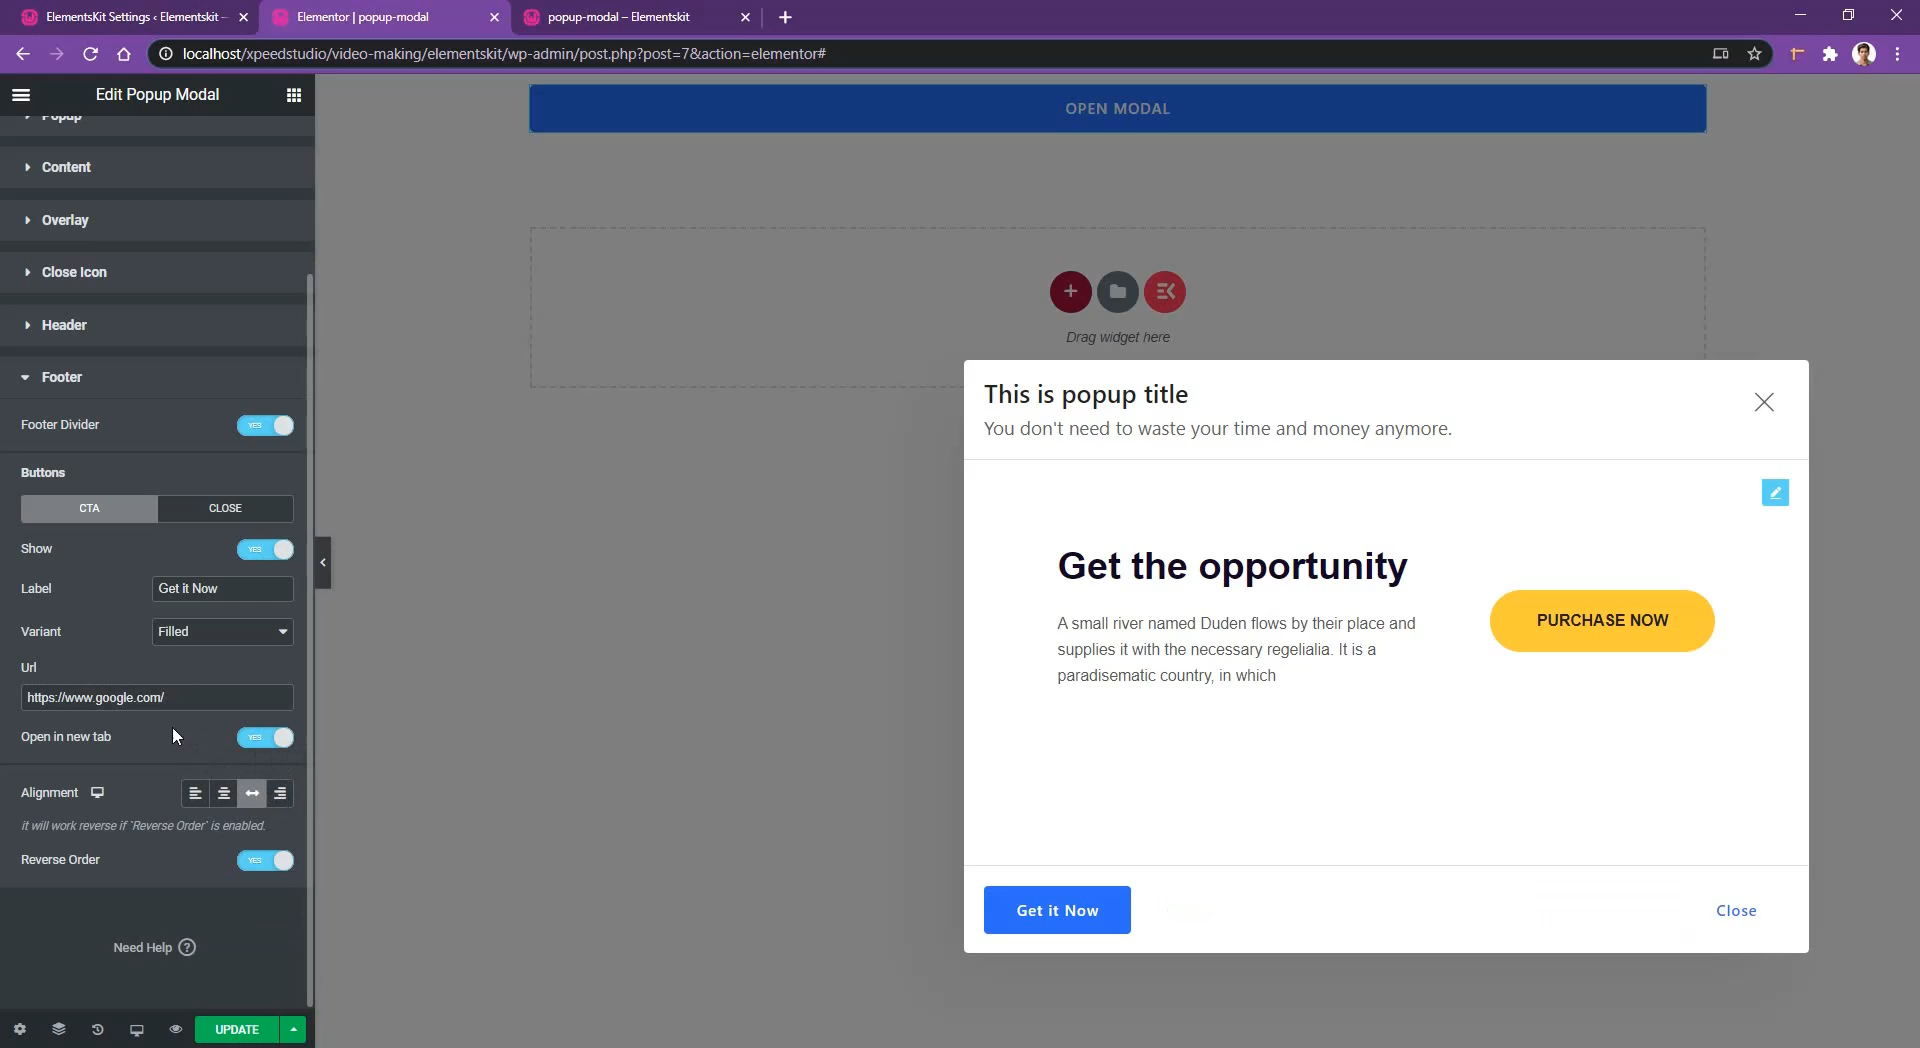 ElementsKit Settings ‹ Elementskit –
Elementor | popup-modal
popup-modal – Elementskit
localhost/xpeedstudio/video-making/elementskit/wp-admin/post.php?post=7&action=elementor#
Edit Popup Modal
Popup
Content
Overlay
Close Icon
Header
Footer
Footer Divider
YES
Buttons
CTA
CLOSE
Show
YES
Label
Get it Now
Variant
Filled
Url
https://www.google.com/
Open in new tab
YES
Alignment
it will work reverse if `Reverse Order` is enabled.
Reverse Order
YES
Need Help
UPDATE
OPEN MODAL
Drag widget here
This is popup title
You don't need to waste your time and money anymore.
Get the opportunity
A small river named Duden flows by their place and
supplies it with the necessary regelialia. It is a
paradisematic country, in which
PURCHASE NOW
Get it Now
Close